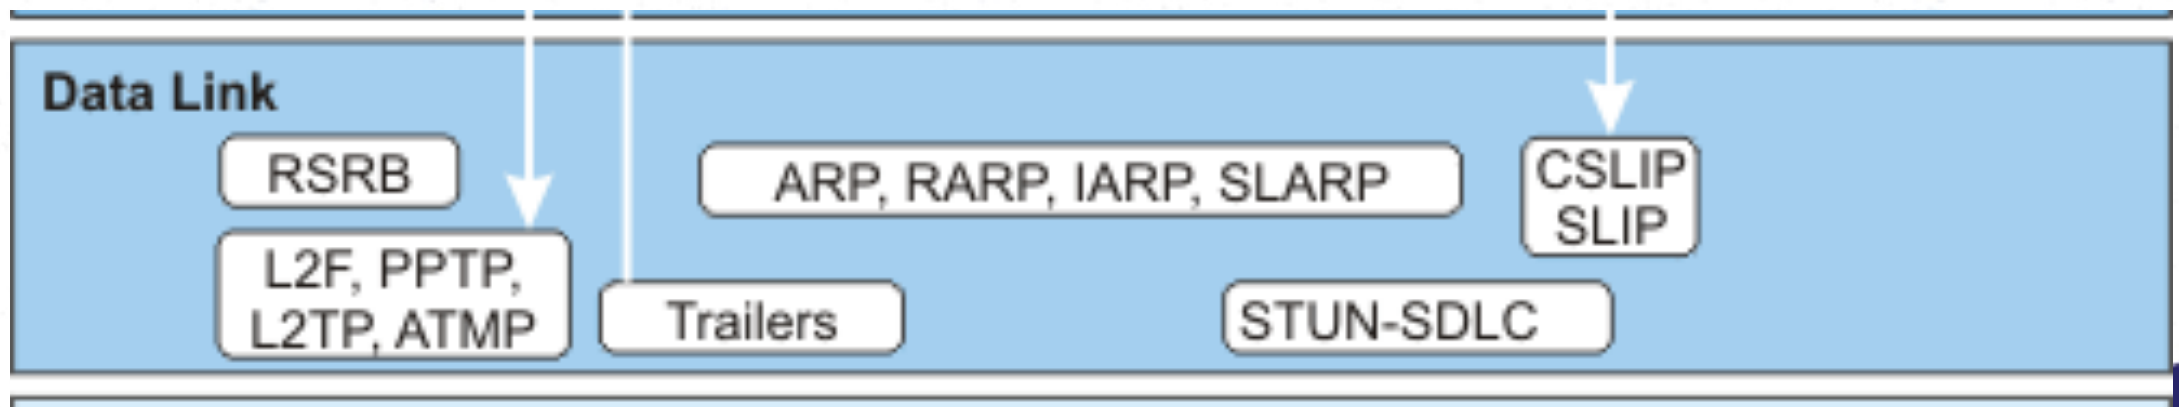 Data Link
RSRB
ARP, RARP, IARP, SLARP
CSLIP
SLIP
L2F, PPTP,
L2TP, ATMP
Trailers
STUN-SDLC